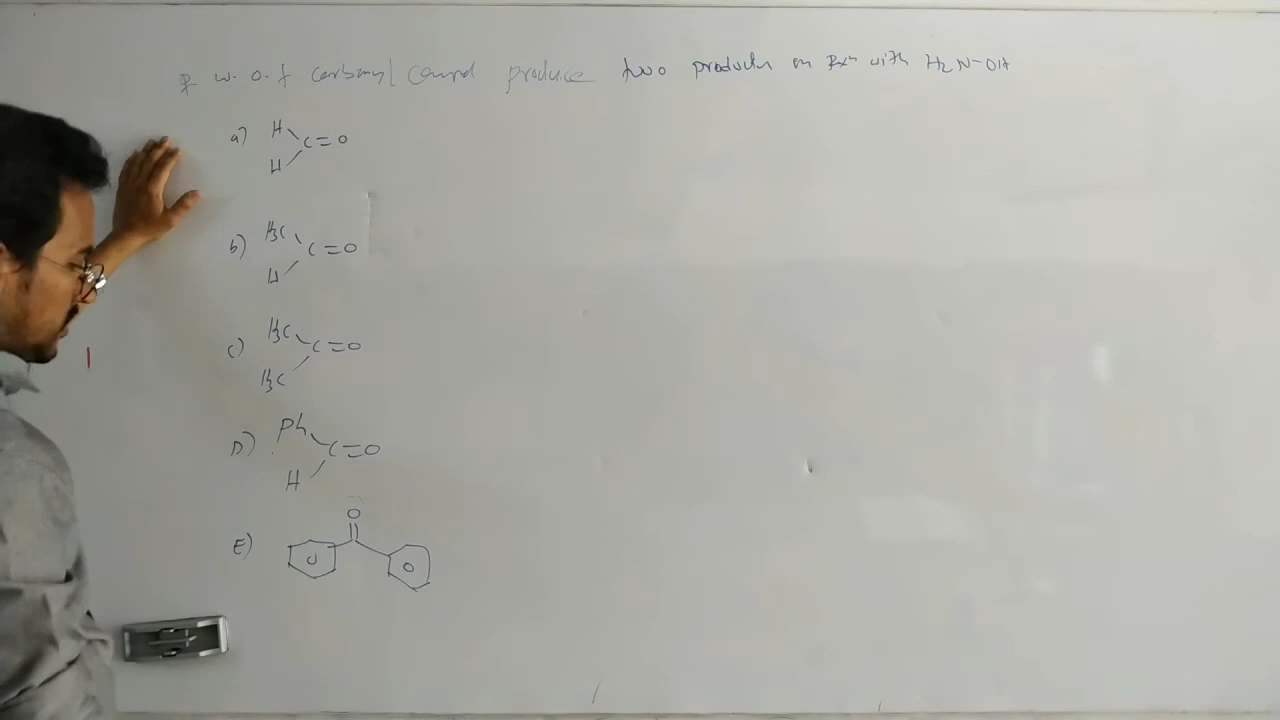 Q w. o. f carbonyl Compd produce two products on Rxn with H2N-OH
a) H
C=O
H
b) H3C
C=O
H
c) H3C
C=O
H3C
D) Ph
C=O
H
E) O